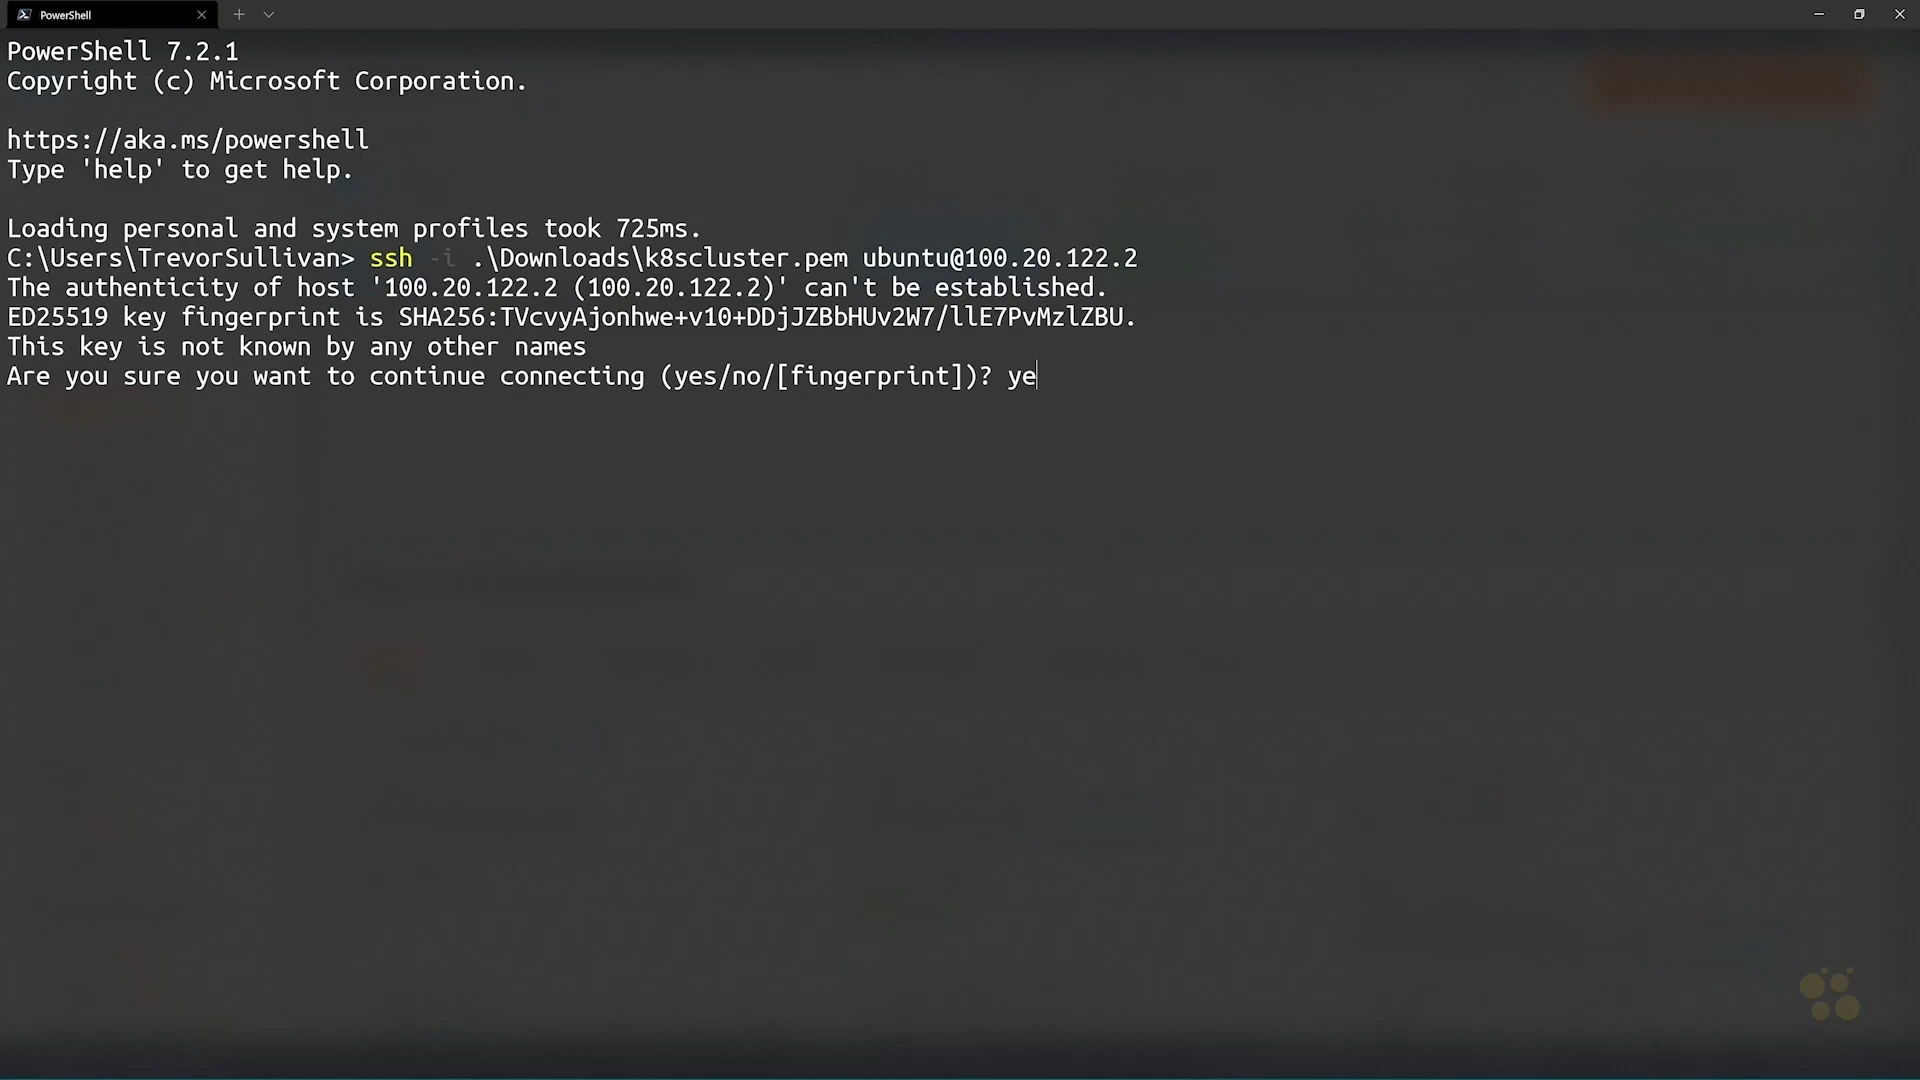 PowerShell
PowerShell 7.2.1
Copyright (c) Microsoft Corporation.
https://aka.ms/powershell
Type 'help' to get help.
Loading personal and system profiles took 725ms.
C:\Users\TrevorSullivan> ssh -i .\Downloads\k8scluster.pem ubuntu@100.20.122.2
The authenticity of host '100.20.122.2 (100.20.122.2)' can't be established.
ED25519 key fingerprint is SHA256:TVcvyAjonhwe+v10+DDjJZBbHUv2W7/llE7PvMzlZBU.
This key is not known by any other names
Are you sure you want to continue connecting (yes/no/[fingerprint])? ye